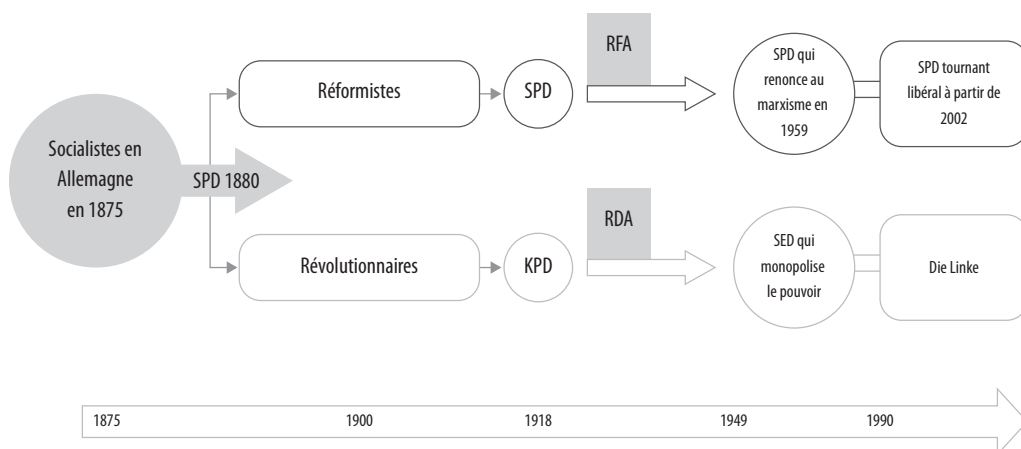 Socialistes en
Allemagne
en 1875
SPD 1880
Réformistes
SPD
RFA
SPD qui
renonce au
marxisme en
1959
SPD tournant
libéral à partir de
2002
Révolutionnaires
KPD
RDA
SED qui
monopolise
le pouvoir
Die Linke
1875 1900 1918 1949 1990